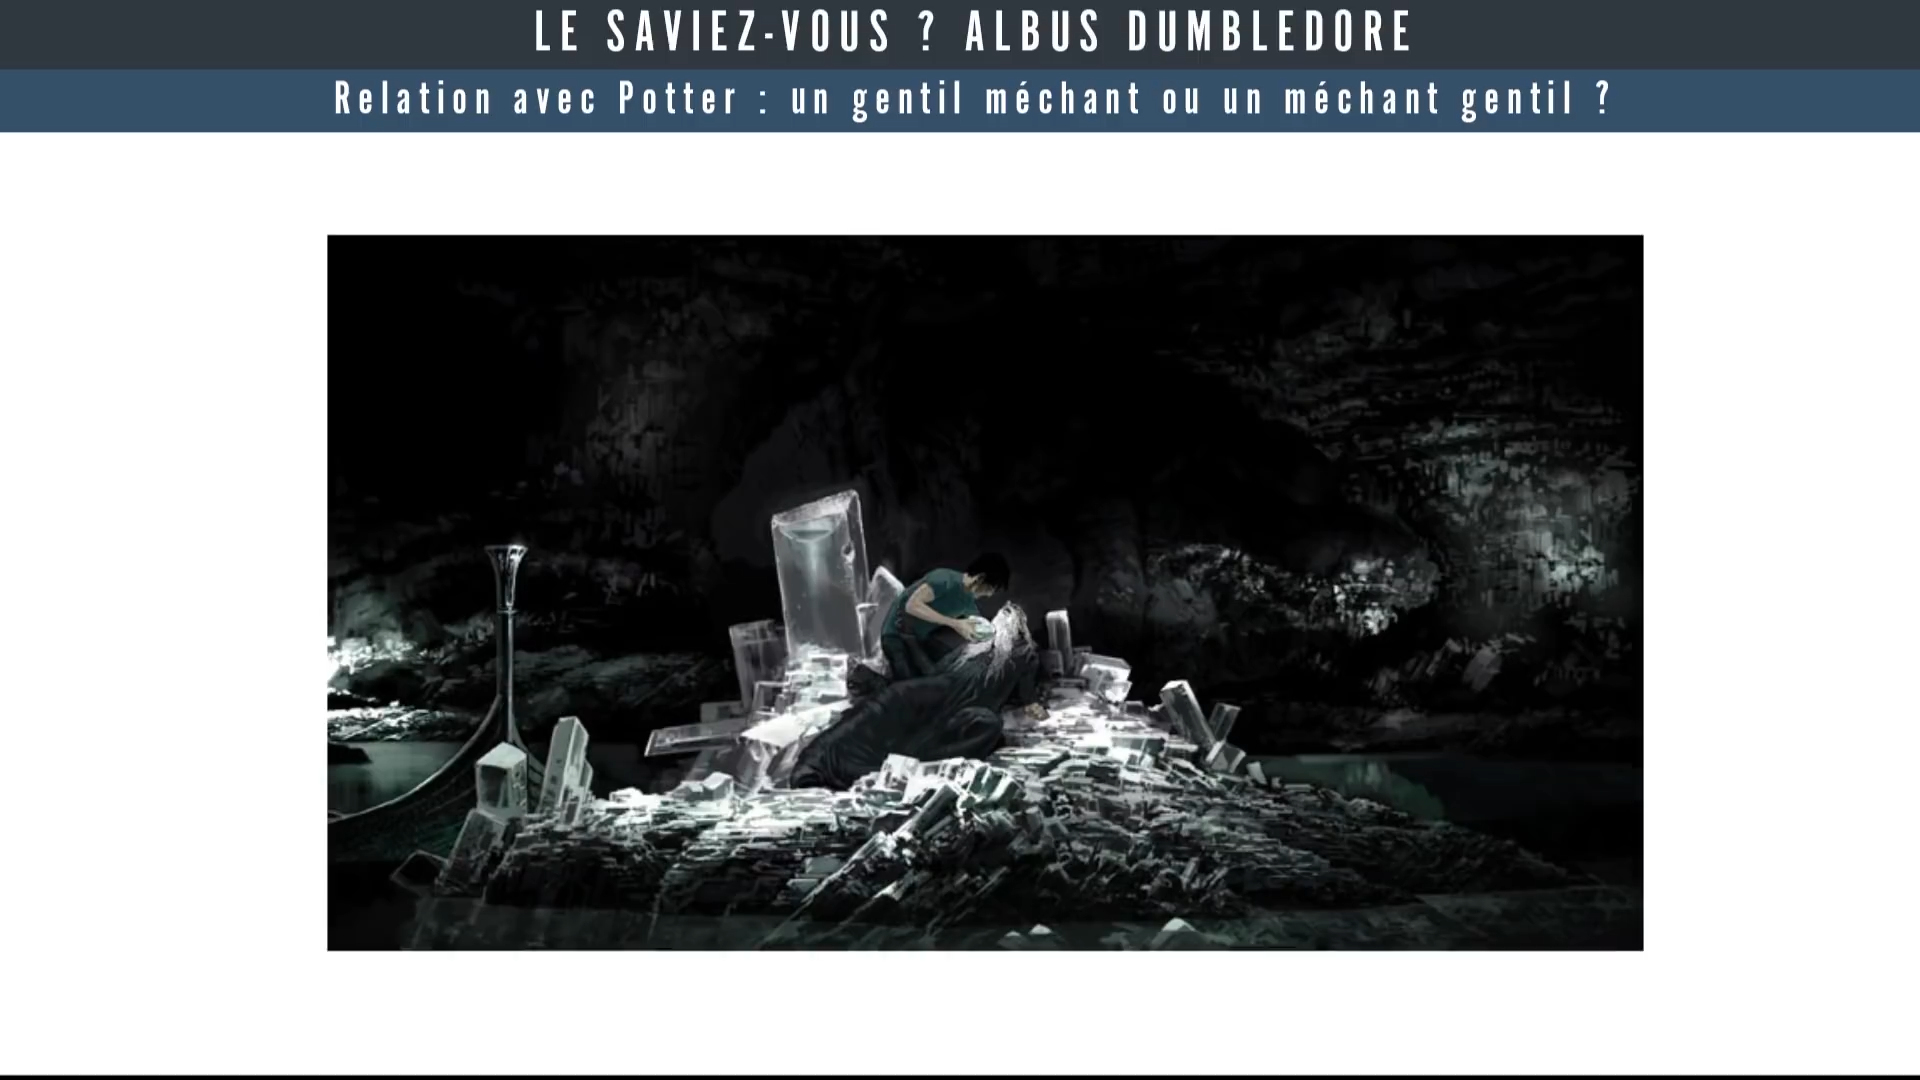 LE SAVIEZ-VOUS ? ALBUS DUMBLEDORE
Relation avec Potter : un gentil méchant ou un méchant gentil ?